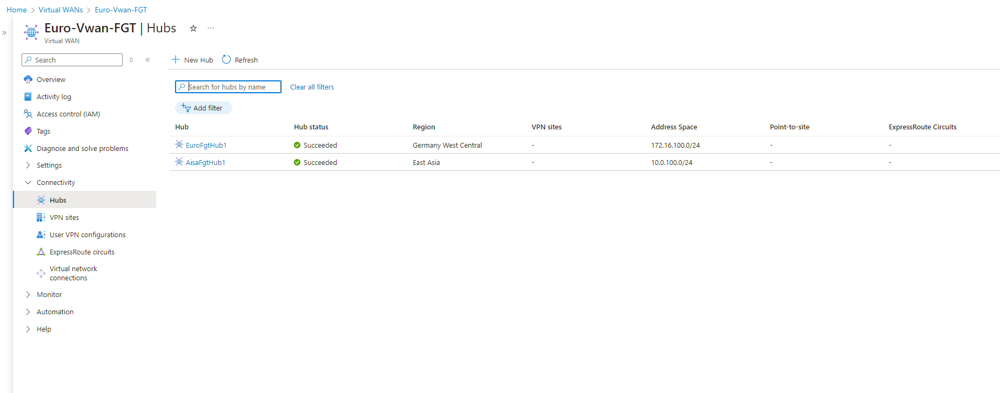 Home > Virtual WANs > Euro-Vwan-FGT
Euro-Vwan-FGT | Hubs
Virtual WAN
Search
New Hub
Refresh
Overview
Activity log
Access control (IAM)
Tags
Diagnose and solve problems
Settings
Connectivity
Hubs
VPN sites
User VPN configurations
ExpressRoute circuits
Virtual network
connections
Monitor
Automation
Help
Search for hubs by name
Clear all filters
Add filter
Hub Hub status Region VPN sites Address Space Point-to-site ExpressRoute Circuits
EuroFgtHub1 Succeeded Germany West Central - 172.16.100.0/24 - -
AisaFgtHub1 Succeeded East Asia - 10.0.100.0/24 - -